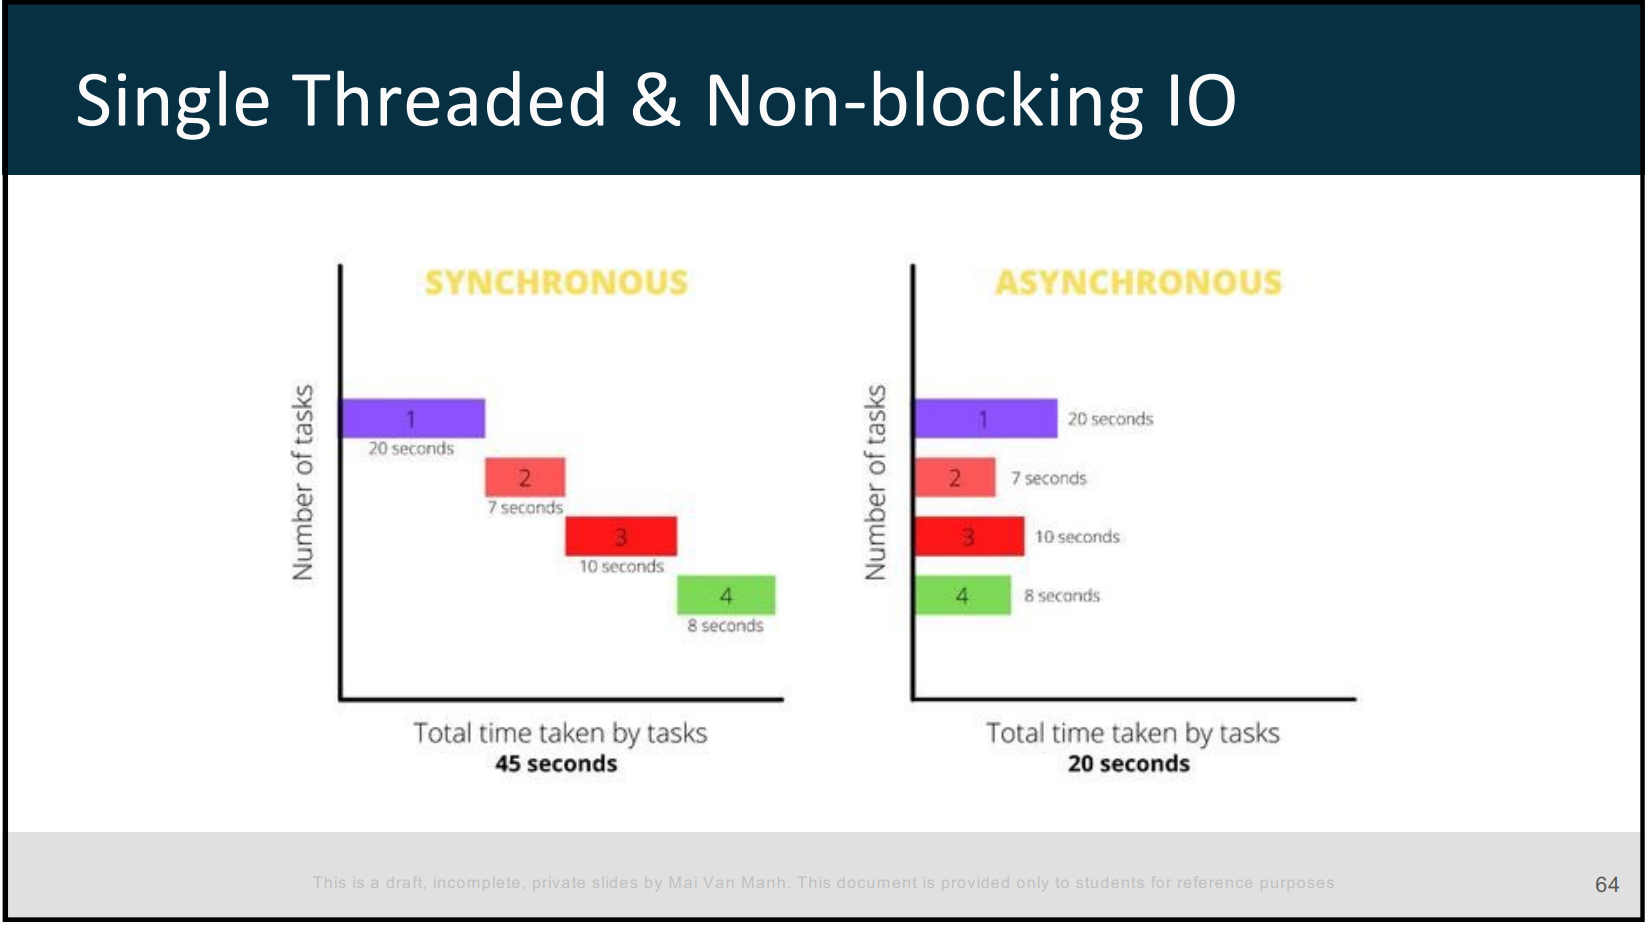 Single Threaded & Non-blocking IO
SYNCHRONOUS
Number of tasks
1
20 seconds
2
7 seconds
3
10 seconds
4
8 seconds
Total time taken by tasks
45 seconds
ASYNCHRONOUS
Number of tasks
1 20 seconds
2 7 seconds
3 10 seconds
4 8 seconds
Total time taken by tasks
20 seconds
This is a draft, incomplete, private slides by Mai Van Manh. This document is provided only to students for reference purposes
64